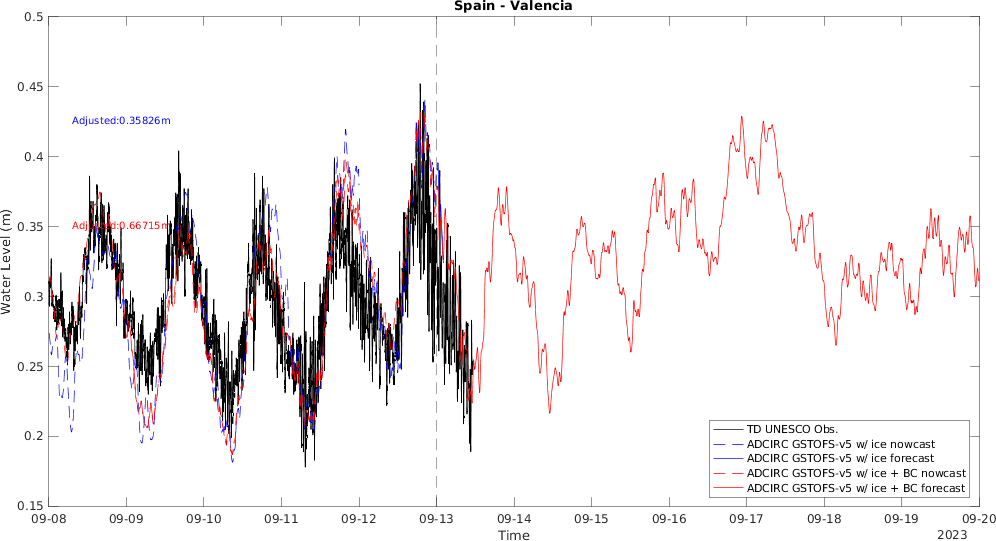 Spain - Valencia
0.5
0.45
0.4
0.35
0.3
0.25
0.2
0.15
Water Level (m)
Adjusted:0.35826m
Adjusted:0.66715m
TD UNESCO Obs.
ADCIRC GSTOFS-v5 w/ ice nowcast
ADCIRC GSTOFS-v5 w/ ice forecast
ADCIRC GSTOFS-v5 w/ ice + BC nowcast
ADCIRC GSTOFS-v5 w/ ice + BC forecast
09-08 09-09 09-10 09-11 09-12 09-13 09-14 09-15 09-16 09-17 09-18 09-19 09-20
Time
2023